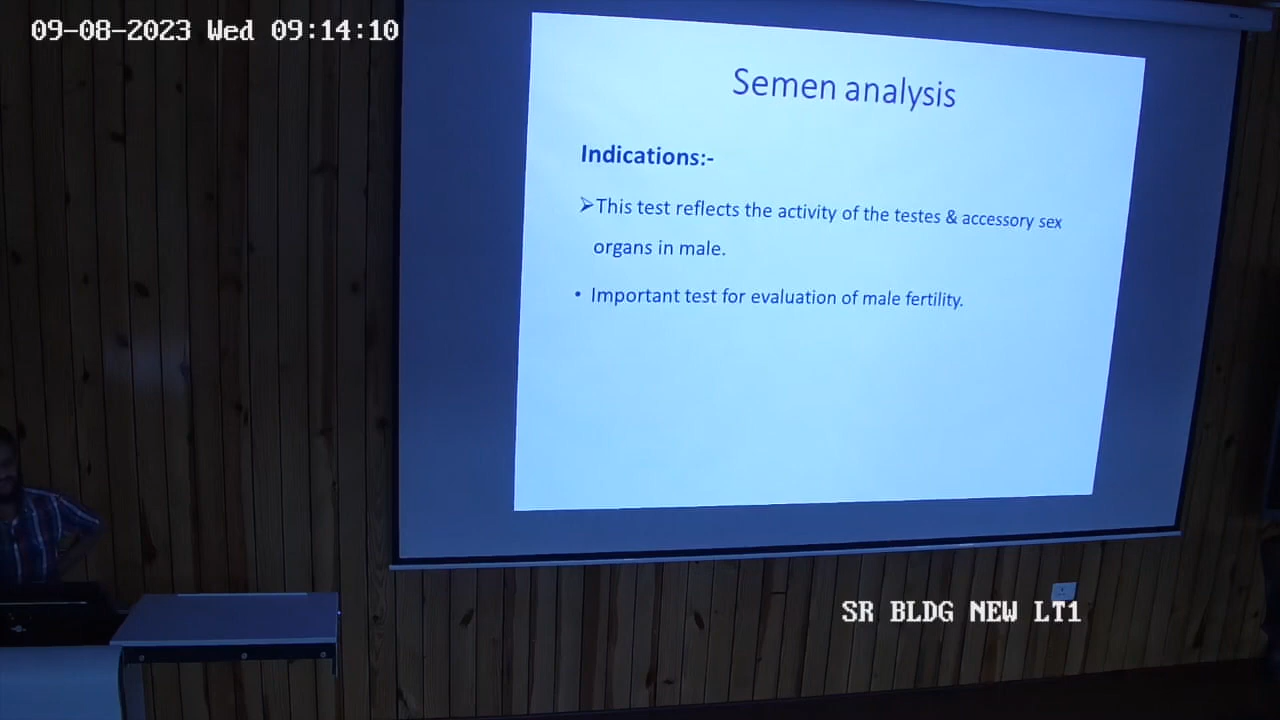 09-08-2023 Wed 09:14:10
Semen analysis
Indications:-
➢This test reflects the activity of the testes & accessory sex
organs in male.
• Important test for evaluation of male fertility.
SR BLDG NEW LT1